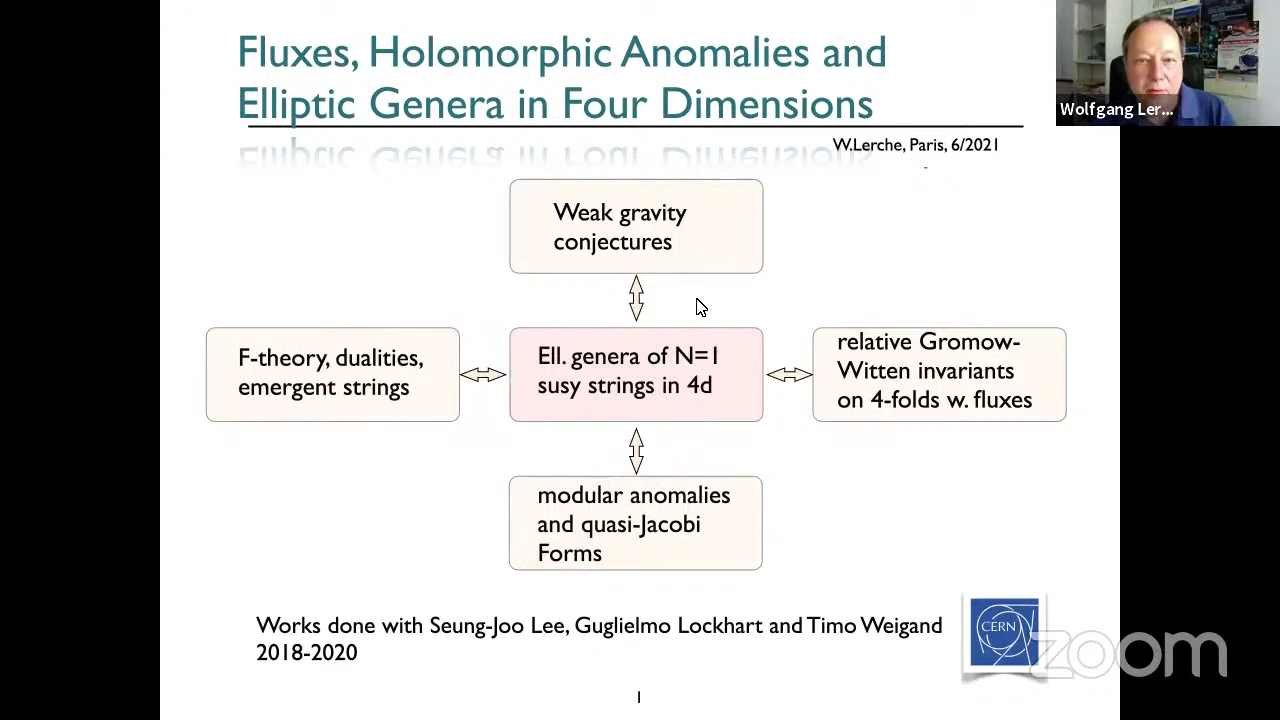 Fluxes, Holomorphic Anomalies and
Elliptic Genera in Four Dimensions
Wolfgang Ler...
W.Lerche, Paris, 6/2021
Weak gravity
conjectures
F-theory, dualities,
emergent strings
Ell. genera of N=1
susy strings in 4d
relative Gromow-
Witten invariants
on 4-folds w. fluxes
modular anomalies
and quasi-Jacobi
Forms
Works done with Seung-Joo Lee, Guglielmo Lockhart and Timo Weigand
2018-2020
CERN
zoom
1